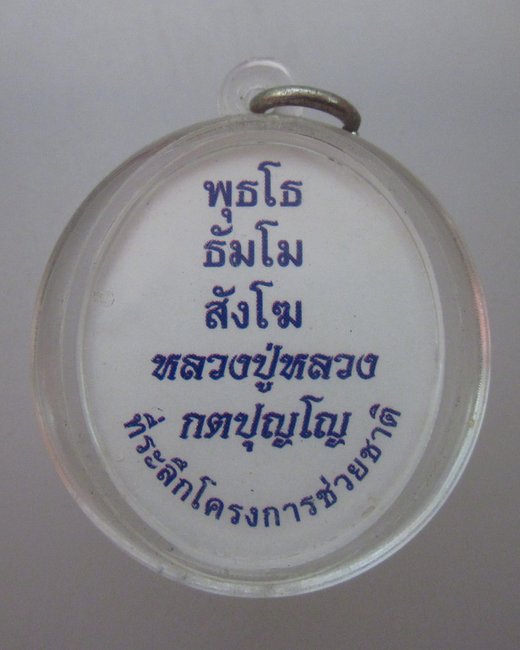 พุธโธ
ธัมโม
สังโฆ
หลวงปู่หลวง
กตปุญโญ
ที่ระลึกโครงการช่วยชาติ